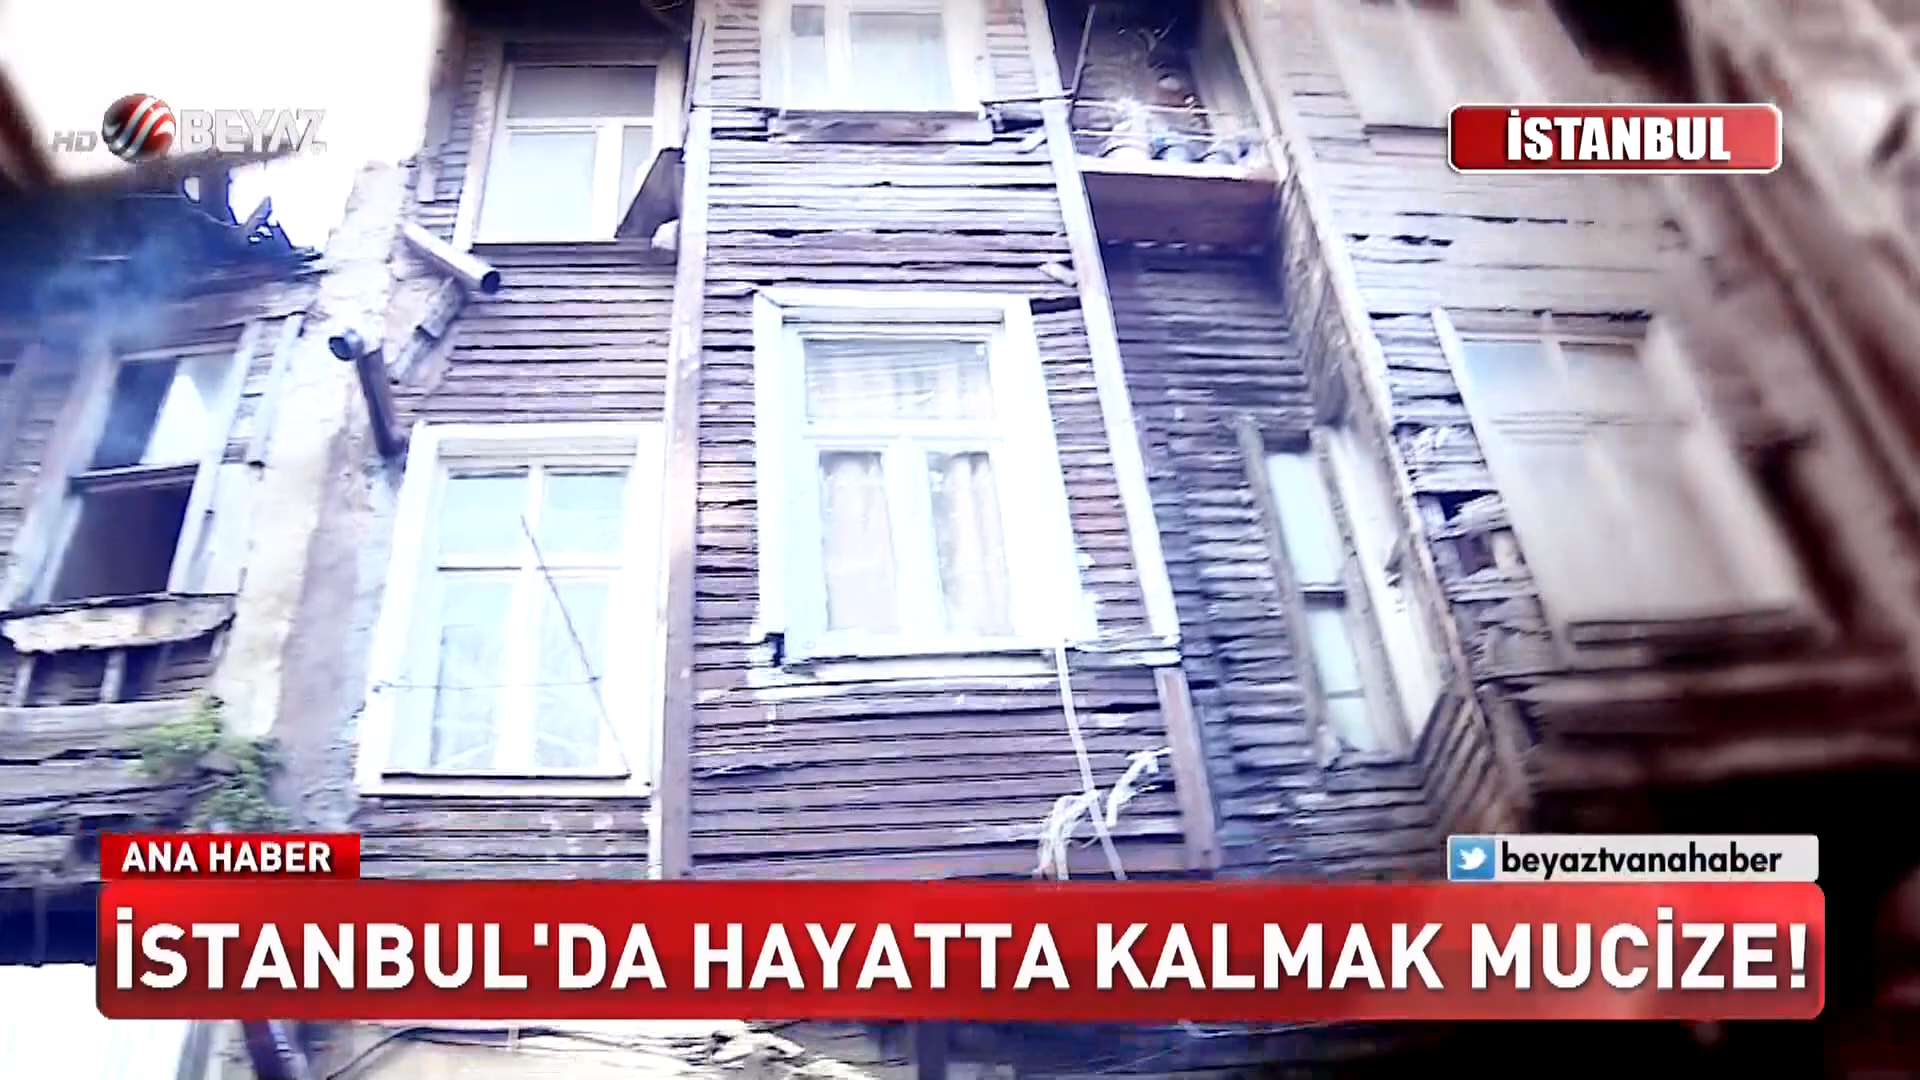 HD BEYAZ
İSTANBUL
ANA HABER
beyaztvanahaber
İSTANBUL'DA HAYATTA KALMAK MUCİZE!